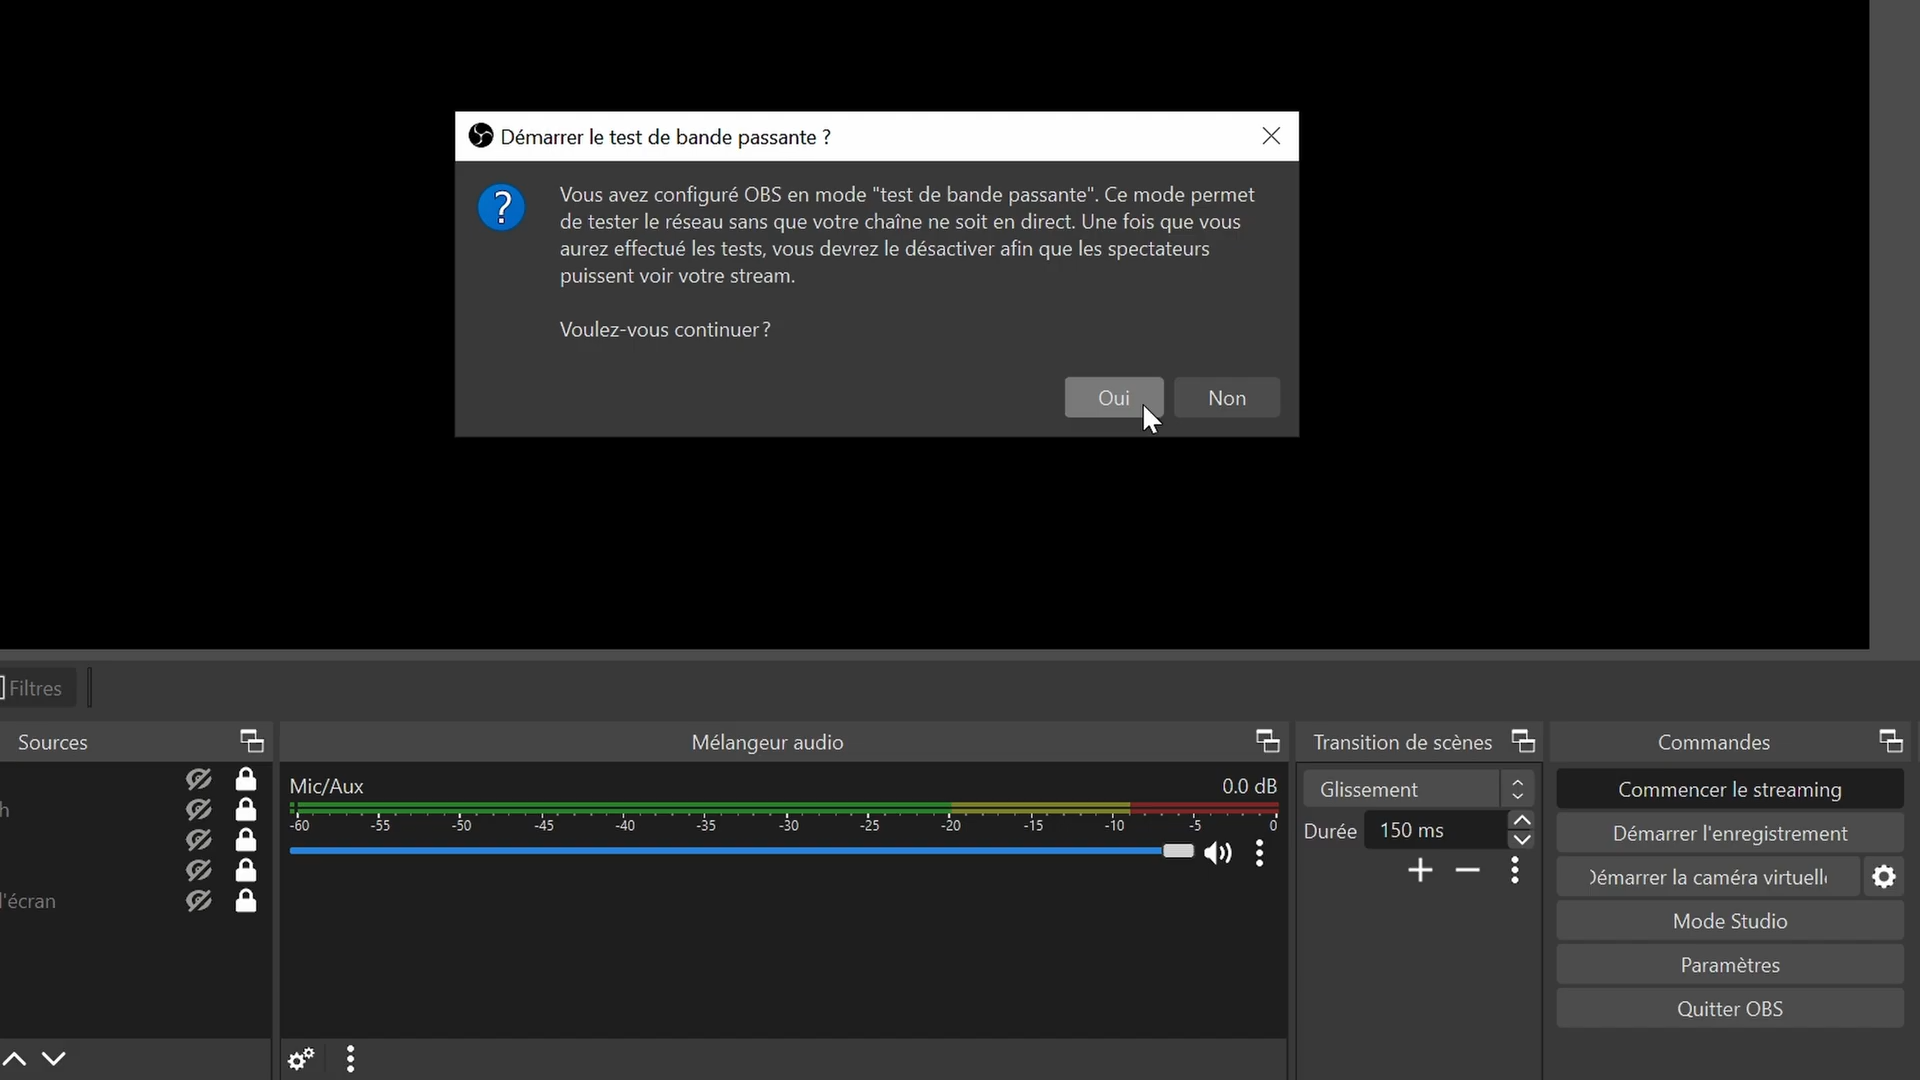 Démarrer le test de bande passante ?
Vous avez configuré OBS en mode "test de bande passante". Ce mode permet
de tester le réseau sans que votre chaîne ne soit en direct. Une fois que vous
aurez effectué les tests, vous devrez le désactiver afin que les spectateurs
puissent voir votre stream.
Voulez-vous continuer ?
Oui
Non
Filtres
Sources
h
l'écran
Mélangeur audio
Mic/Aux
0.0 dB
-60 -55 -50 -45 -40 -35 -30 -25 -20 -15 -10 -5 0
Transition de scènes
Glissement
Durée 150 ms
Commandes
Commencer le streaming
Démarrer l'enregistrement
Démarrer la caméra virtuelle
Mode Studio
Paramètres
Quitter OBS